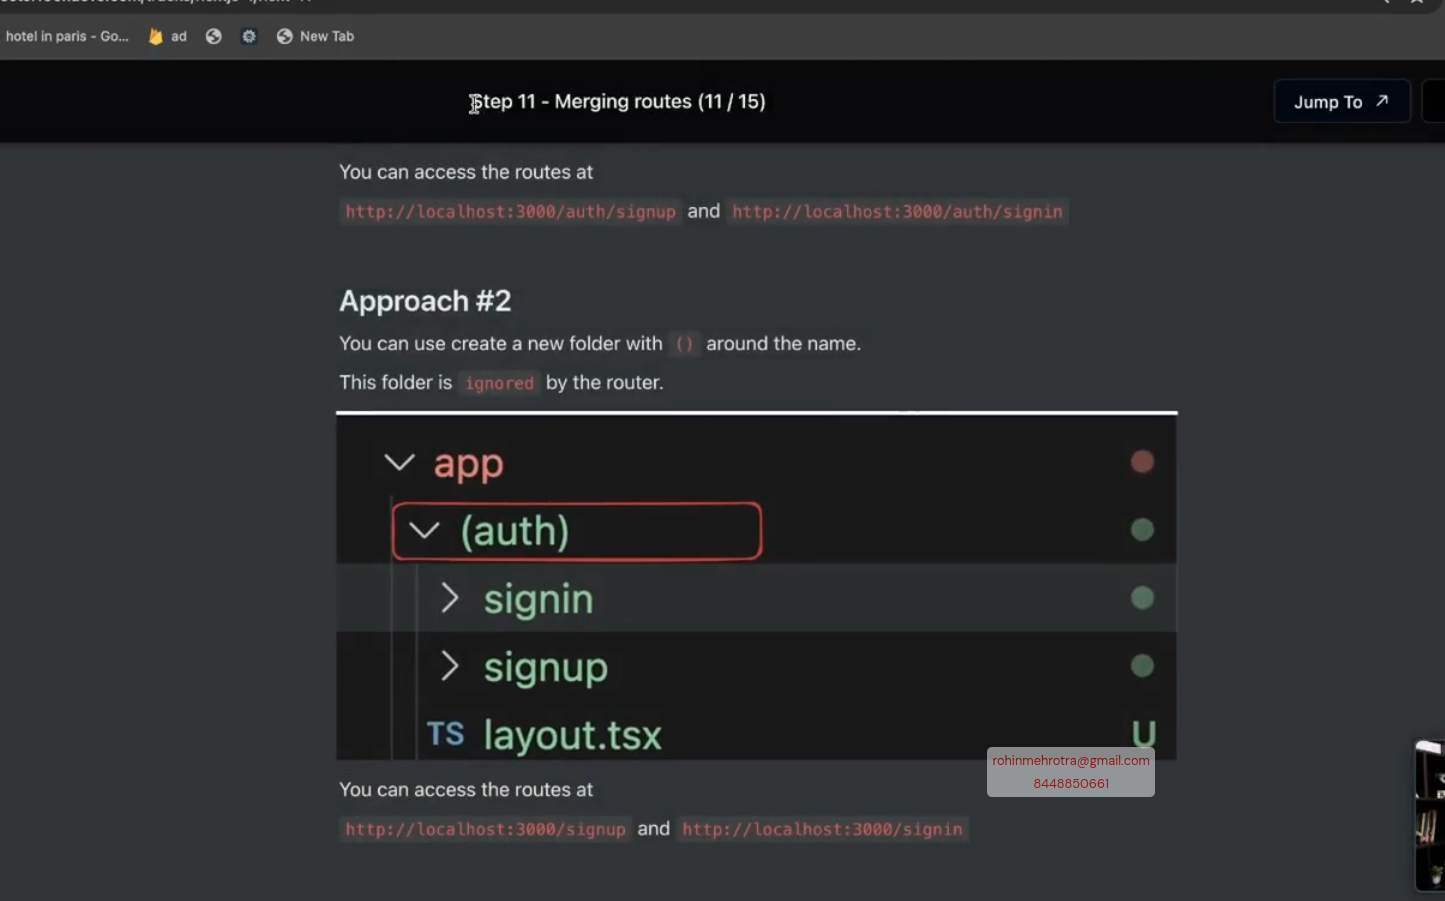 hotel in paris - Go...
ad
New Tab
Step 11 - Merging routes (11 / 15)
Jump To
You can access the routes at
http://localhost:3000/auth/signup and http://localhost:3000/auth/signin
Approach #2
You can use create a new folder with () around the name.
This folder is ignored by the router.
app
(auth)
signin
signup
TS layout.tsx U
rohinmehrotra@gmail.com
8448850661
You can access the routes at
http://localhost:3000/signup and http://localhost:3000/signin